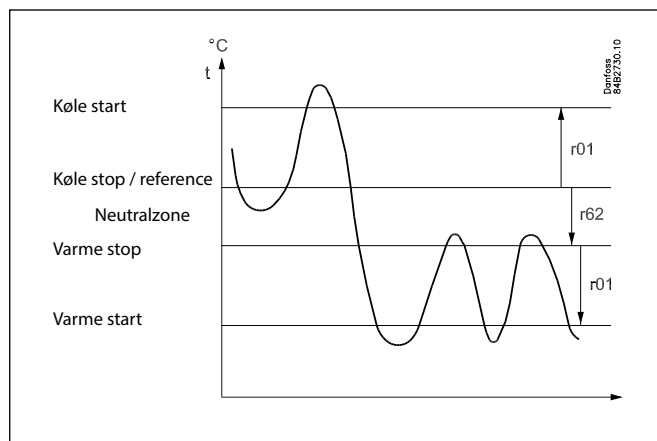 °C
t
Danfoss
84B2730.10
Køle start
r01
Køle stop / reference
r62
Neutralzone
Varme stop
r01
Varme start